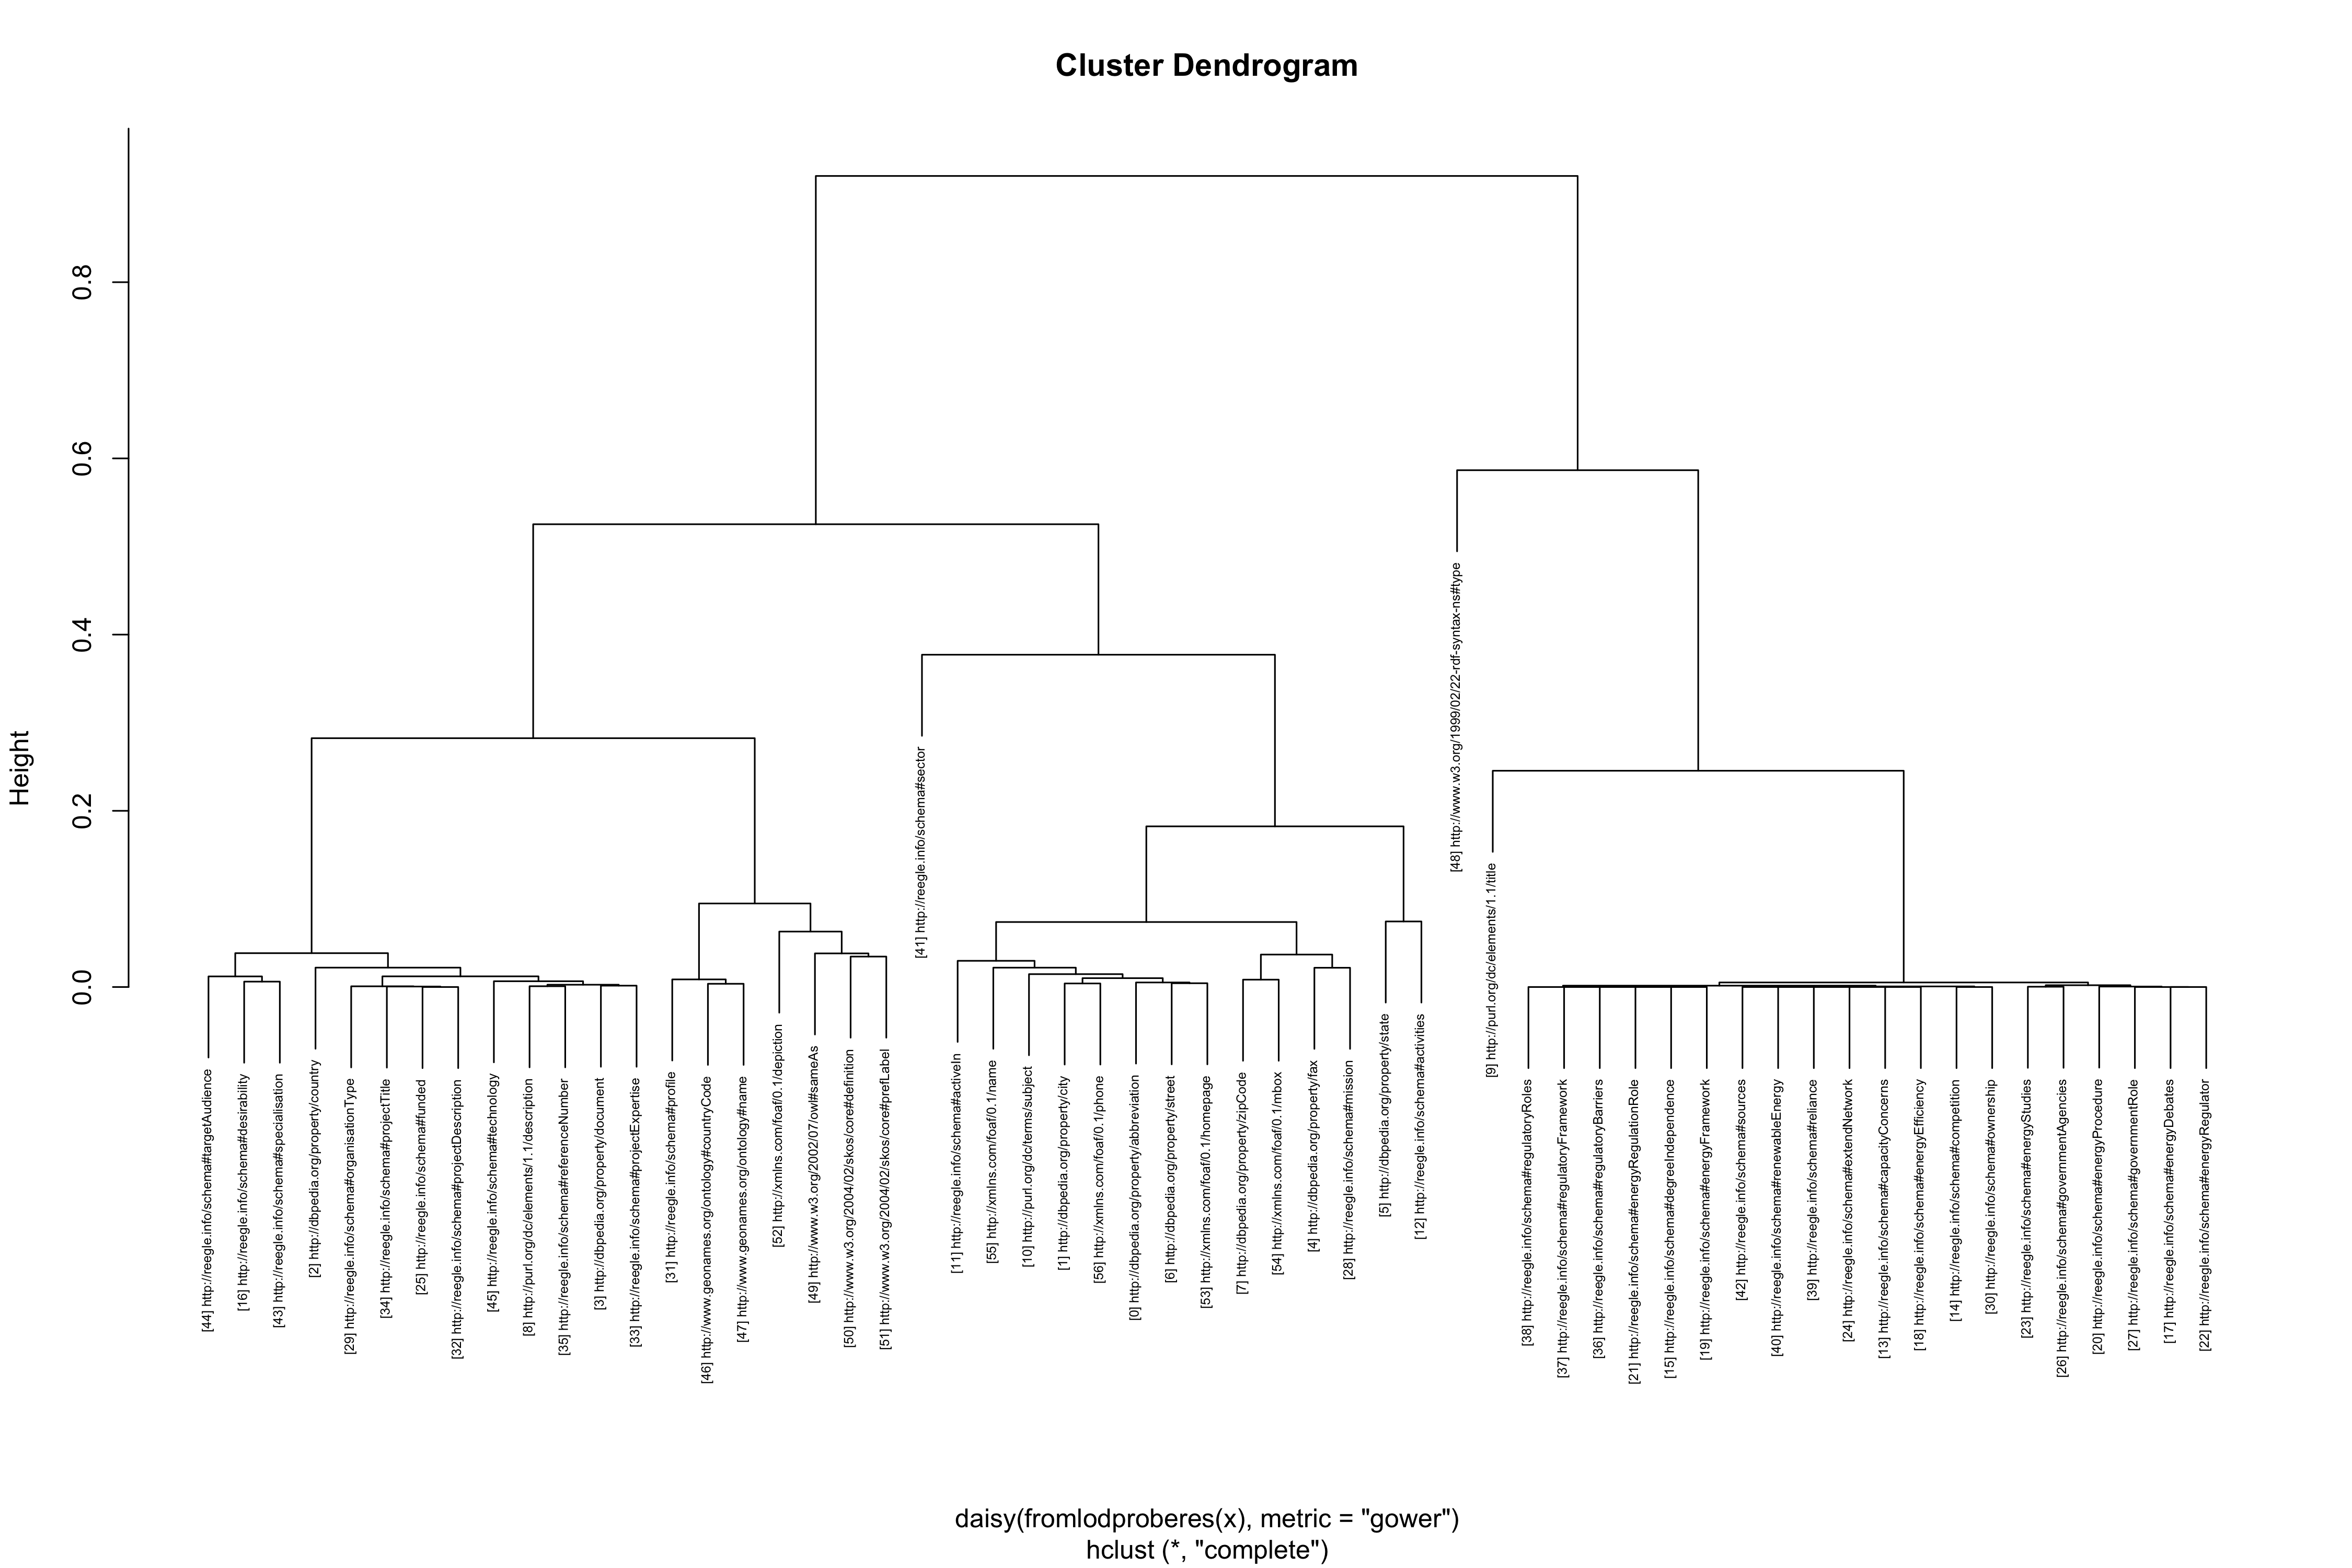 Cluster Dendrogram
Height
0.0
0.2
0.4
0.6
0.8
[44] http://reegle.info/schema#targetAudience
[16] http://reegle.info/schema#desirability
[43] http://reegle.info/schema#specialisation
[2] http://dbpedia.org/property/country
[29] http://reegle.info/schema#organisationType
[34] http://reegle.info/schema#projectTitle
[25] http://reegle.info/schema#funded
[32] http://reegle.info/schema#projectDescription
[45] http://reegle.info/schema#technology
[8] http://purl.org/dc/elements/1.1/description
[35] http://reegle.info/schema#referenceNumber
[3] http://dbpedia.org/property/document
[33] http://reegle.info/schema#projectExpertise
[31] http://reegle.info/schema#profile
[46] http://www.geonames.org/ontology#countryCode
[47] http://www.geonames.org/ontology#name
[52] http://xmlns.com/foaf/0.1/depiction
[49] http://www.w3.org/2002/07/owl#sameAs
[50] http://www.w3.org/2004/02/skos/core#definition
[51] http://www.w3.org/2004/02/skos/core#prefLabel
[41] http://reegle.info/schema#sector
[11] http://reegle.info/schema#activeIn
[55] http://xmlns.com/foaf/0.1/name
[10] http://purl.org/dc/terms/subject
[1] http://dbpedia.org/property/city
[56] http://xmlns.com/foaf/0.1/phone
[0] http://dbpedia.org/property/abbreviation
[6] http://dbpedia.org/property/street
[53] http://xmlns.com/foaf/0.1/homepage
[7] http://dbpedia.org/property/zipCode
[54] http://xmlns.com/foaf/0.1/mbox
[4] http://dbpedia.org/property/fax
[28] http://reegle.info/schema#mission
[5] http://dbpedia.org/property/state
[12] http://reegle.info/schema#activities
[48] http://www.w3.org/1999/02/22-rdf-syntax-ns#type
[9] http://purl.org/dc/elements/1.1/title
[38] http://reegle.info/schema#regulatoryRoles
[37] http://reegle.info/schema#regulatoryFramework
[36] http://reegle.info/schema#regulatoryBarriers
[21] http://reegle.info/schema#energyRegulationRole
[15] http://reegle.info/schema#degreeIndependence
[19] http://reegle.info/schema#energyFramework
[42] http://reegle.info/schema#sources
[40] http://reegle.info/schema#renewableEnergy
[39] http://reegle.info/schema#reliance
[24] http://reegle.info/schema#extendNetwork
[13] http://reegle.info/schema#capacityConcerns
[18] http://reegle.info/schema#energyEfficiency
[14] http://reegle.info/schema#competition
[30] http://reegle.info/schema#ownership
[23] http://reegle.info/schema#energyStudies
[26] http://reegle.info/schema#governmentAgencies
[20] http://reegle.info/schema#energyProcedure
[27] http://reegle.info/schema#governmentRole
[17] http://reegle.info/schema#energyDebates
[22] http://reegle.info/schema#energyRegulator
daisy(fromlodproberes(x), metric = "gower")
hclust (*, "complete")